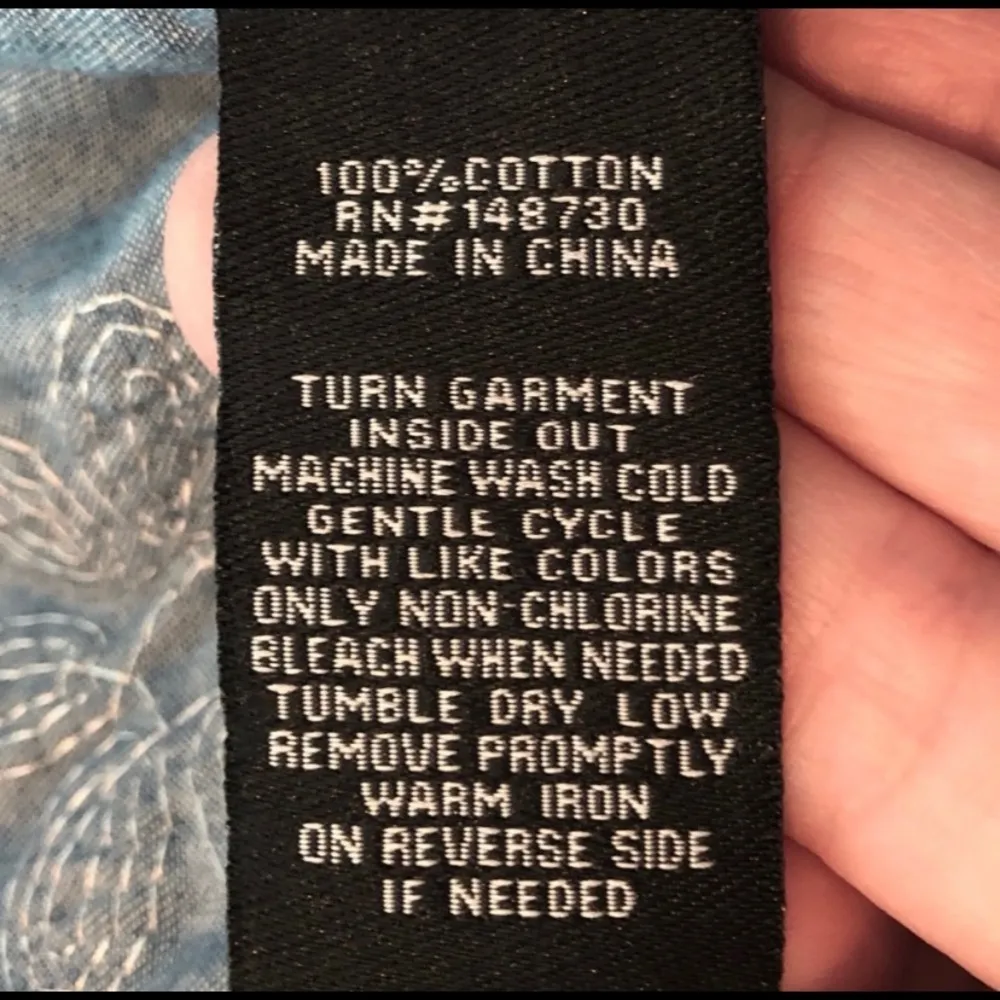 100% COTTON
RN#148730
MADE IN CHINA
TURN GARMENT
INSIDE OUT
MACHINE WASH COLD
GENTLE CYCLE
WITH LIKE COLORS
ONLY NON-CHLORINE
BLEACH WHEN NEEDED
TUMBLE DRY LOW
REMOVE PROMPTLY
WARM IRON
ON REVERSE SIDE
IF NEEDED